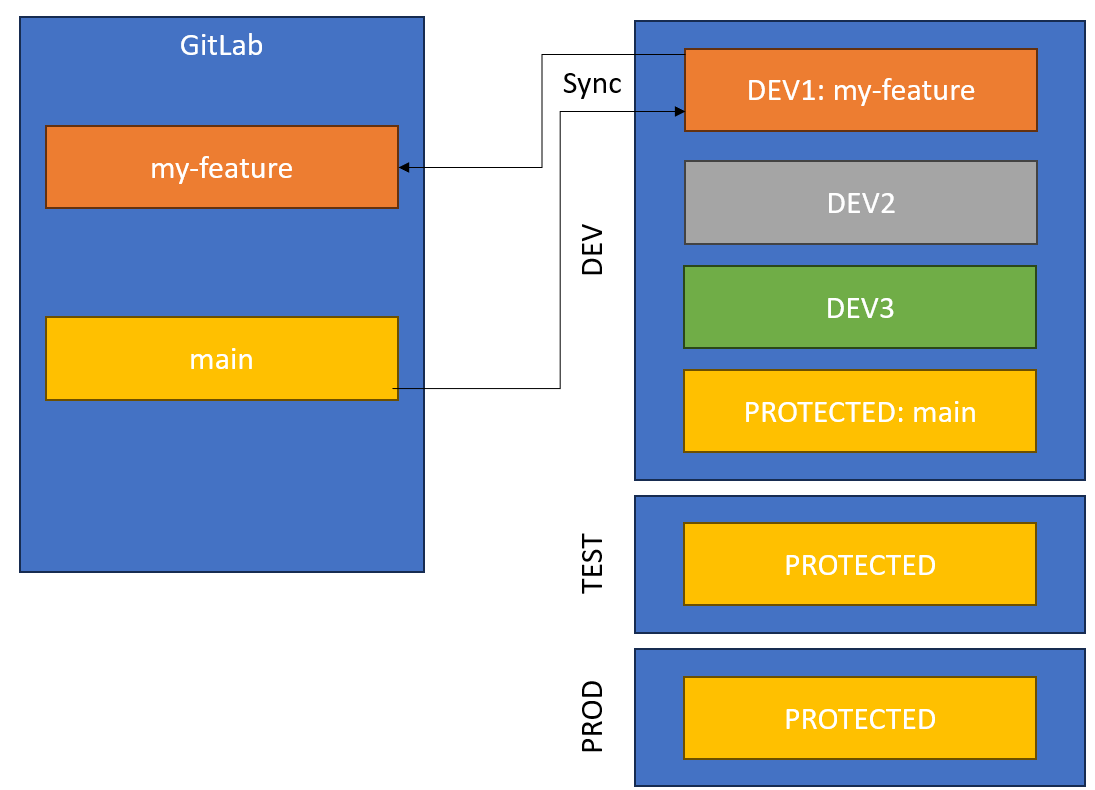 GitLab
my-feature
main
Sync
DEV
DEV1: my-feature
DEV2
DEV3
PROTECTED: main
TEST
PROTECTED
PROD
PROTECTED